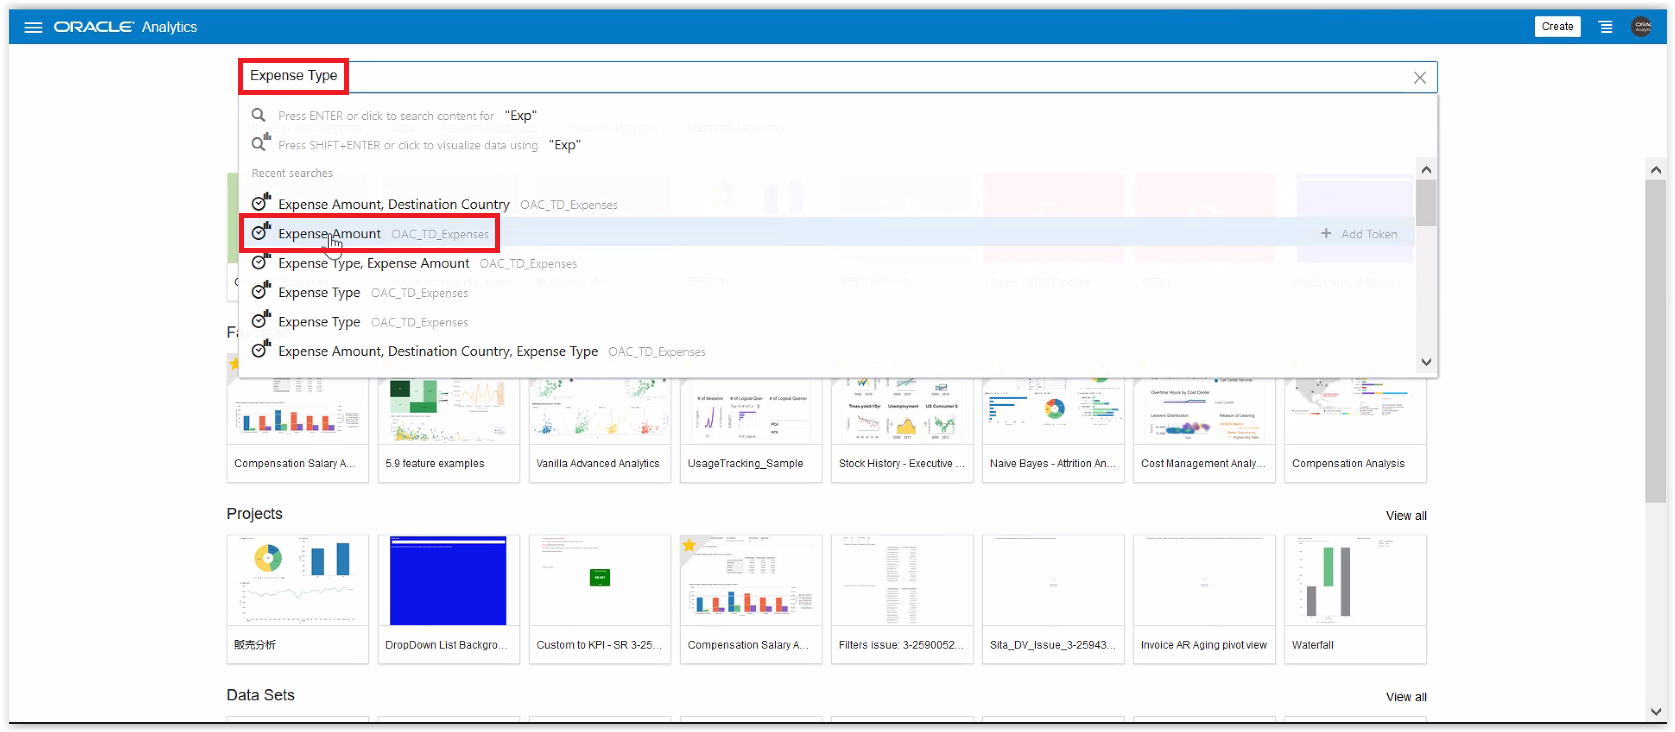 ORACLE Analytics
Create
Expense Type
Press ENTER or click to search content for "Exp"
Press SHIFT+ENTER or click to visualize data using "Exp"
Recent searches
Expense Amount, Destination Country OAC_TD_Expenses
Expense Amount OAC_TD_Expenses
+ Add Token
Expense Type, Expense Amount OAC_TD_Expenses
Expense Type OAC_TD_Expenses
Expense Type OAC_TD_Expenses
Expense Amount, Destination Country, Expense Type OAC_TD_Expenses
Compensation Salary A...
5.9 feature examples
Vanilla Advanced Analytics
UsageTracking_Sample
Stock History - Executive ...
Naive Bayes - Attrition An...
Cost Management Analy...
Compensation Analysis
Projects
View all
販売分析
DropDown List Backgro...
Custom to KPI - SR 3-25...
Compensation Salary A...
Filters issue: 3-2590052...
Sita_DV_Issue_3-25943...
Invoice AR Aging pivot view
Waterfall
Data Sets
View all